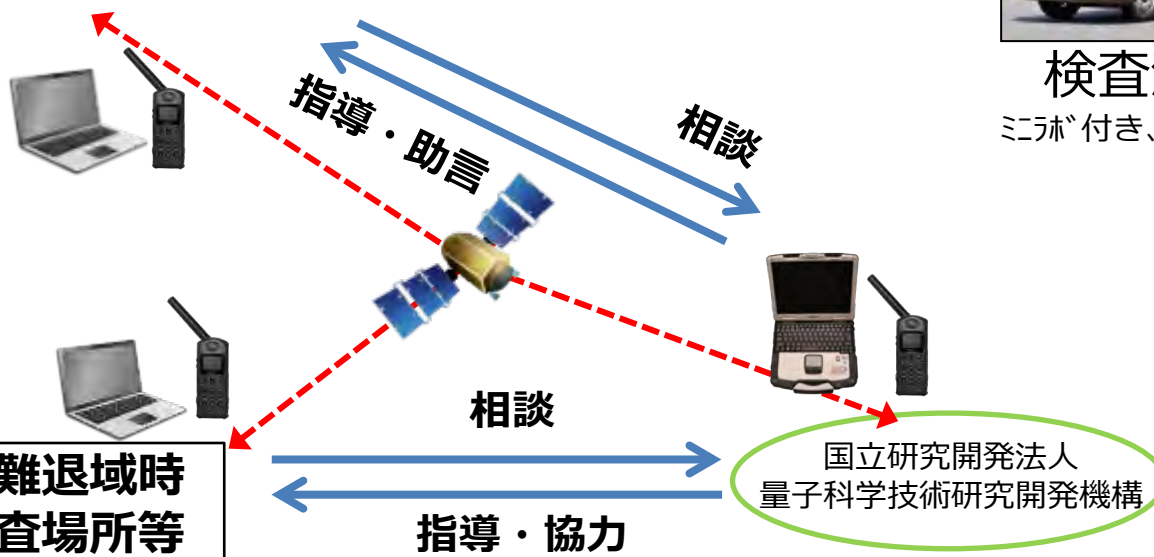 検査
ミニラボ付き、
指導・助言
相談
相談
難退域時
査場所等
国立研究開発法人
量子科学技術研究開発機構
指導・協力